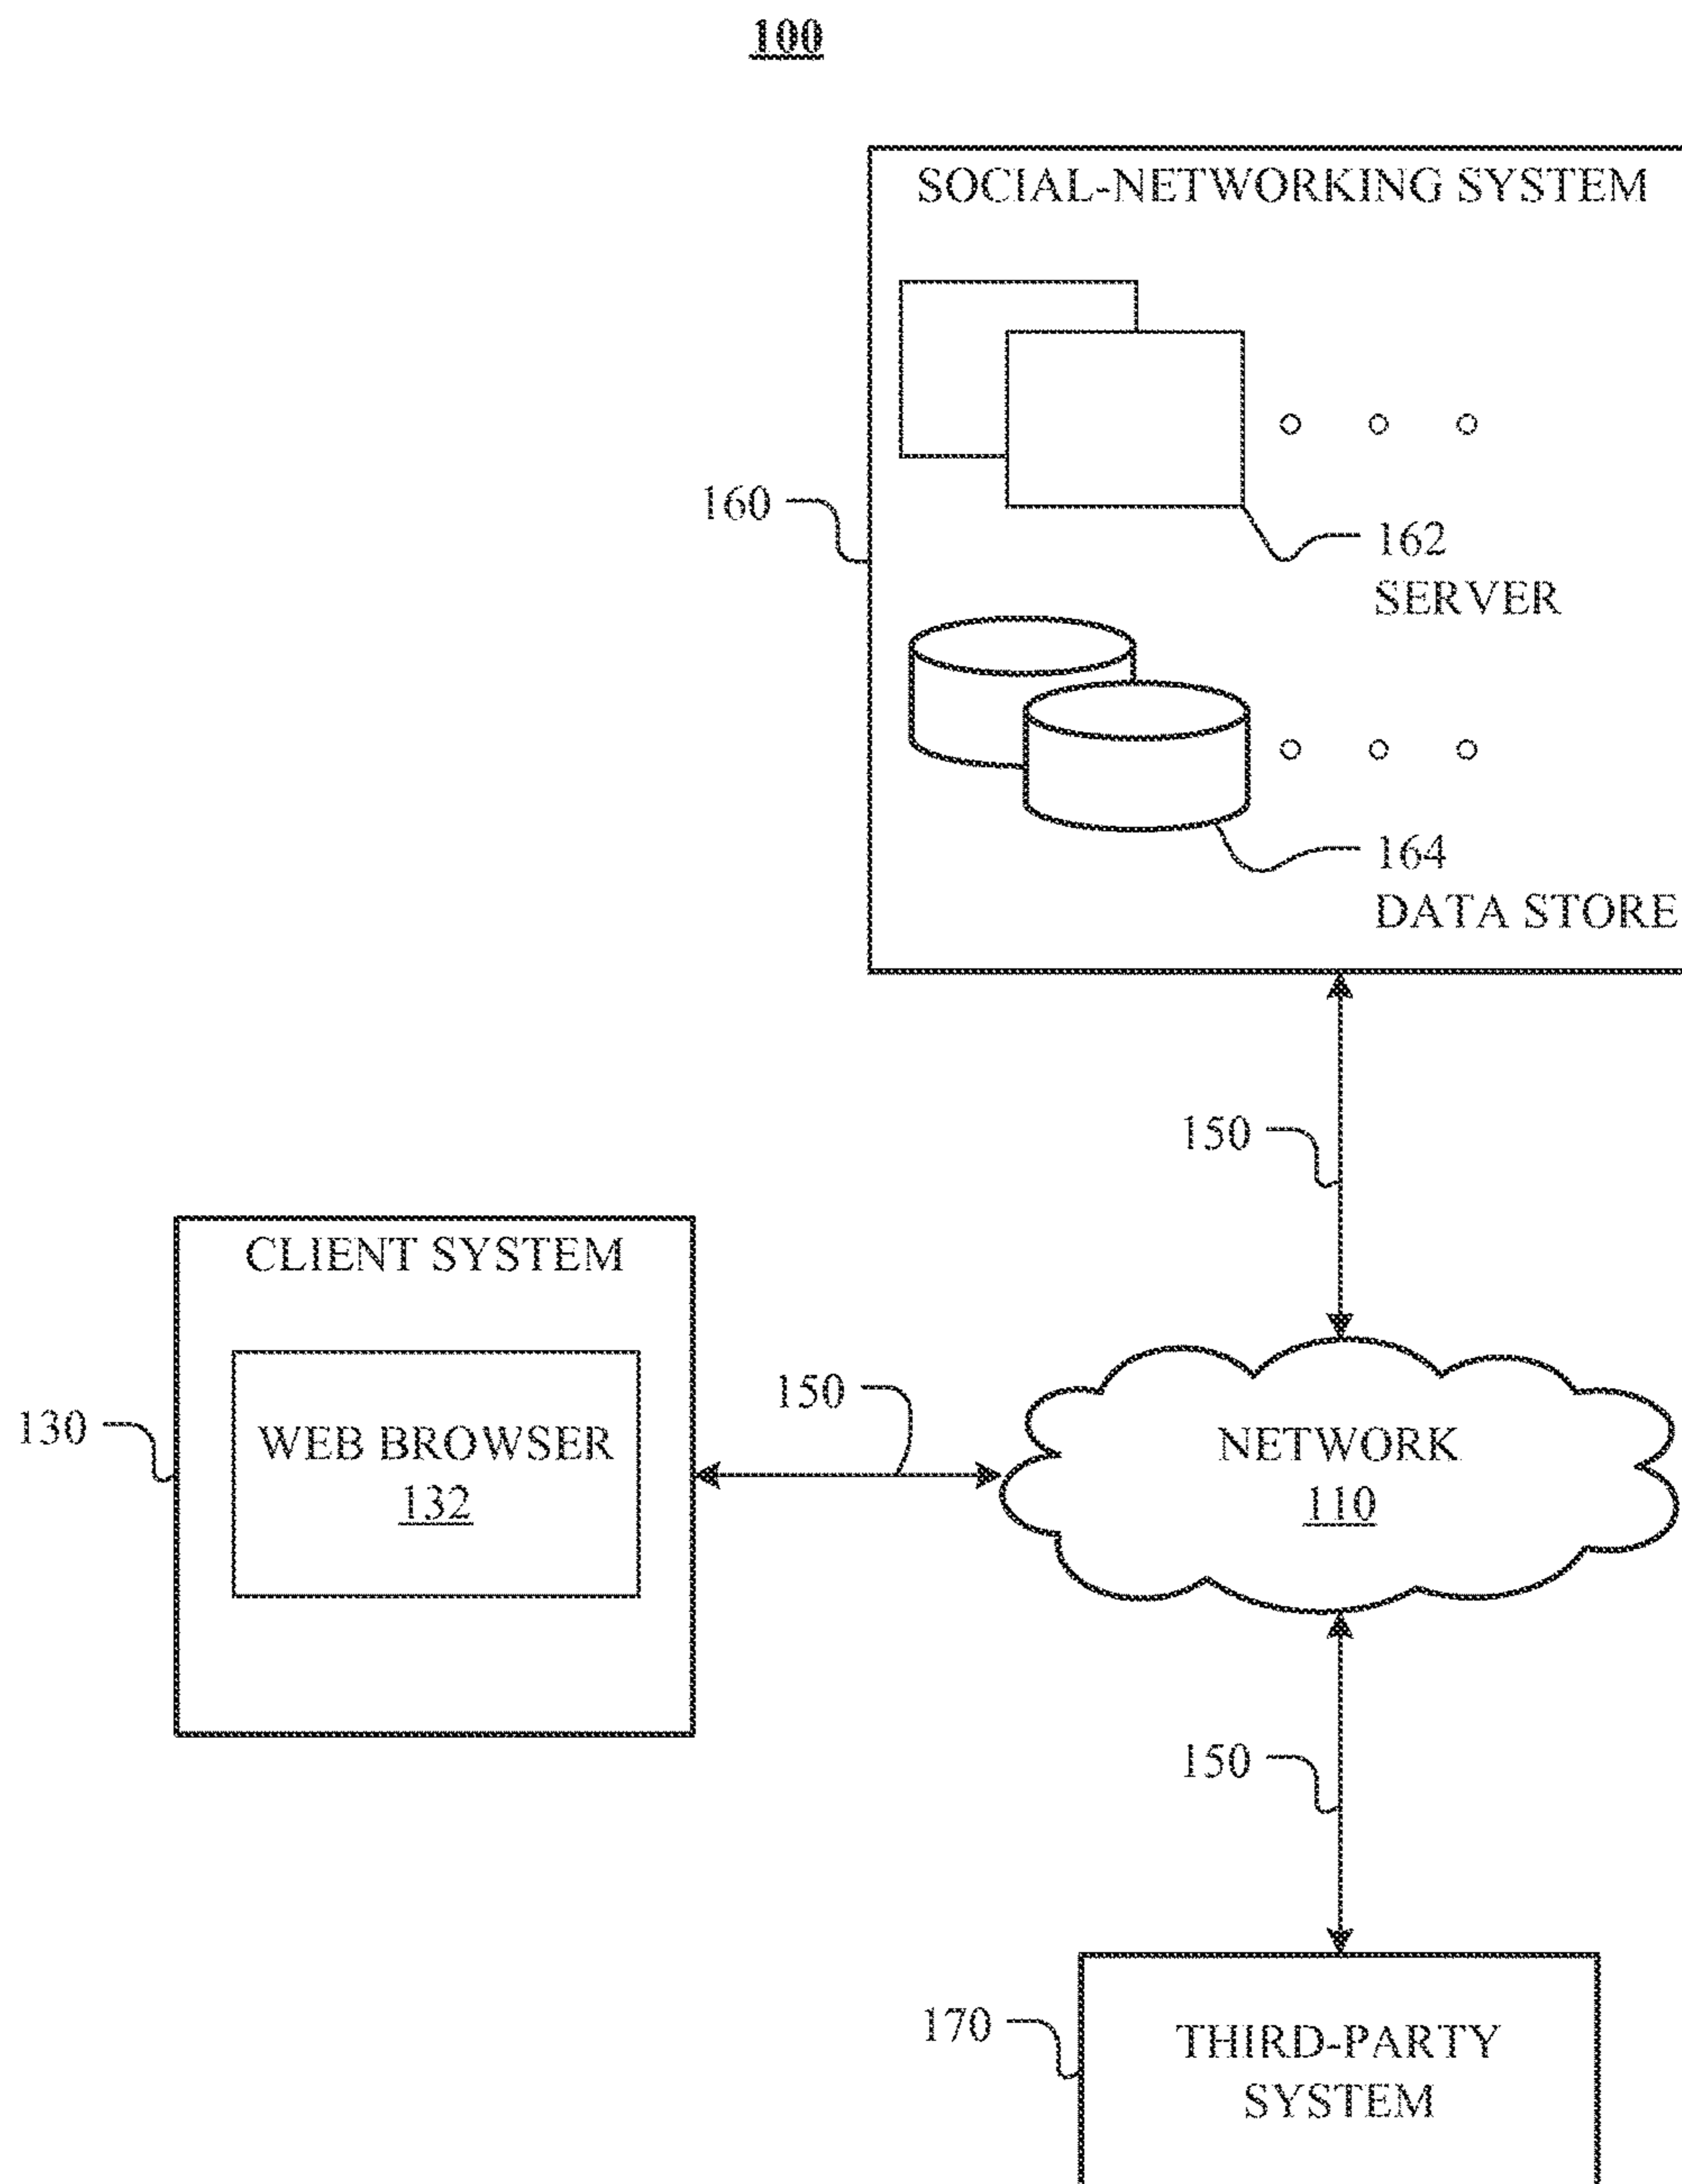 100
SOCIAL-NETWORKING SYSTEM
160
162
SERVER
164
DATA STORE
150
CLIENT SYSTEM
130
WEB BROWSER
132
150
NETWORK
110
150
170
THIRD-PARTY
SYSTEM